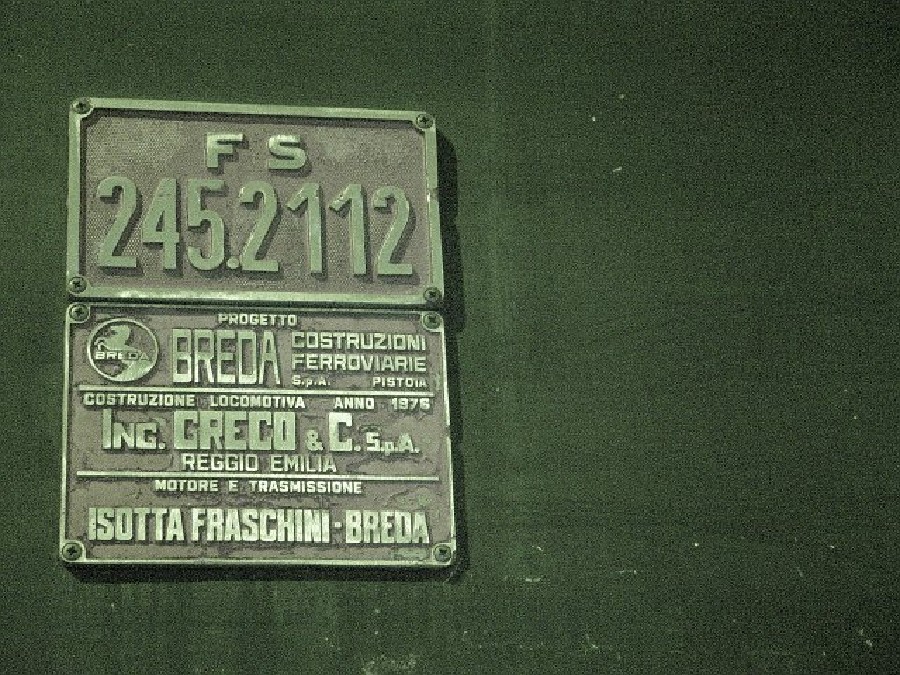 F S
245.2112
PROGETTO
BREDA
BREDA
COSTRUZIONI
FERROVIARIE
S.p.A. PISTOIA
COSTRUZIONE LOCOMOTIVA ANNO 1976
ING. GRECO & C. S.p.A.
REGGIO EMILIA
MOTORE E TRASMISSIONE
ISOTTA FRASCHINI-BREDA